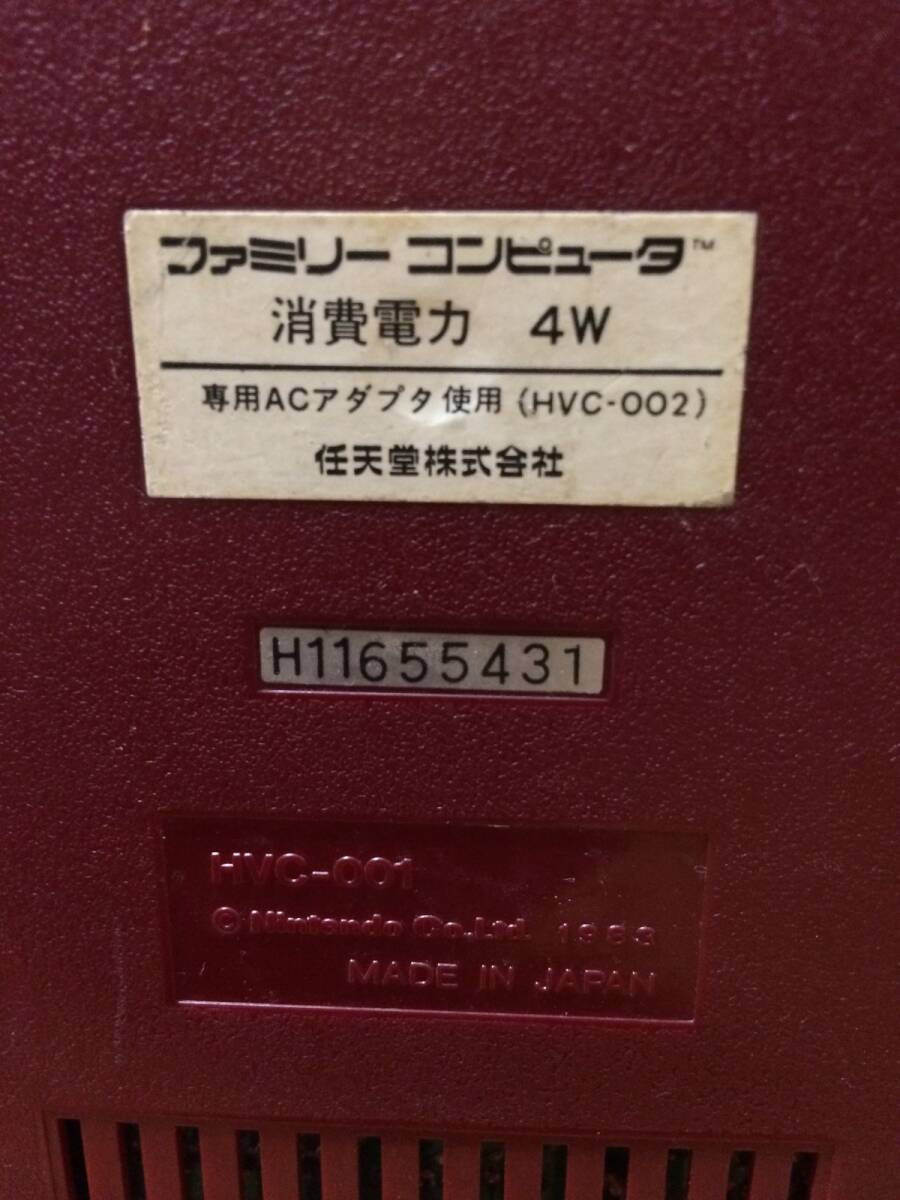 ファミリー コンピュータ™
消費電力 4W
専用ACアダプタ使用(HVC-002)
任天堂株式会社
H11655431
HVC-001
© Nintendo Co.,Ltd. 1983
MADE IN JAPAN